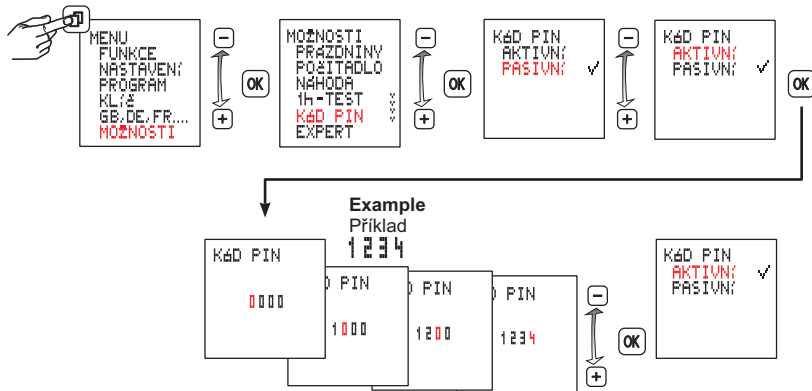 MENU
FUNKCE
NASTAVENÍ
PROGRAM
KLÍČ
GB,DE,FR....
MOŽNOSTI
−
OK
+
MOŽNOSTI
PRÁZDNINY
POČITADLO
NÁHODA
1h-TEST
KÓD PIN
EXPERT
−
OK
+
KÓD PIN
AKTIVNÍ
PASIVNÍ ✓
−
+
KÓD PIN
AKTIVNÍ
PASIVNÍ ✓
OK
Example
Příklad
1234
KÓD PIN
0000
PIN
1000
PIN
1200
PIN
1234
−
OK
+
KÓD PIN
AKTIVNÍ ✓
PASIVNÍ